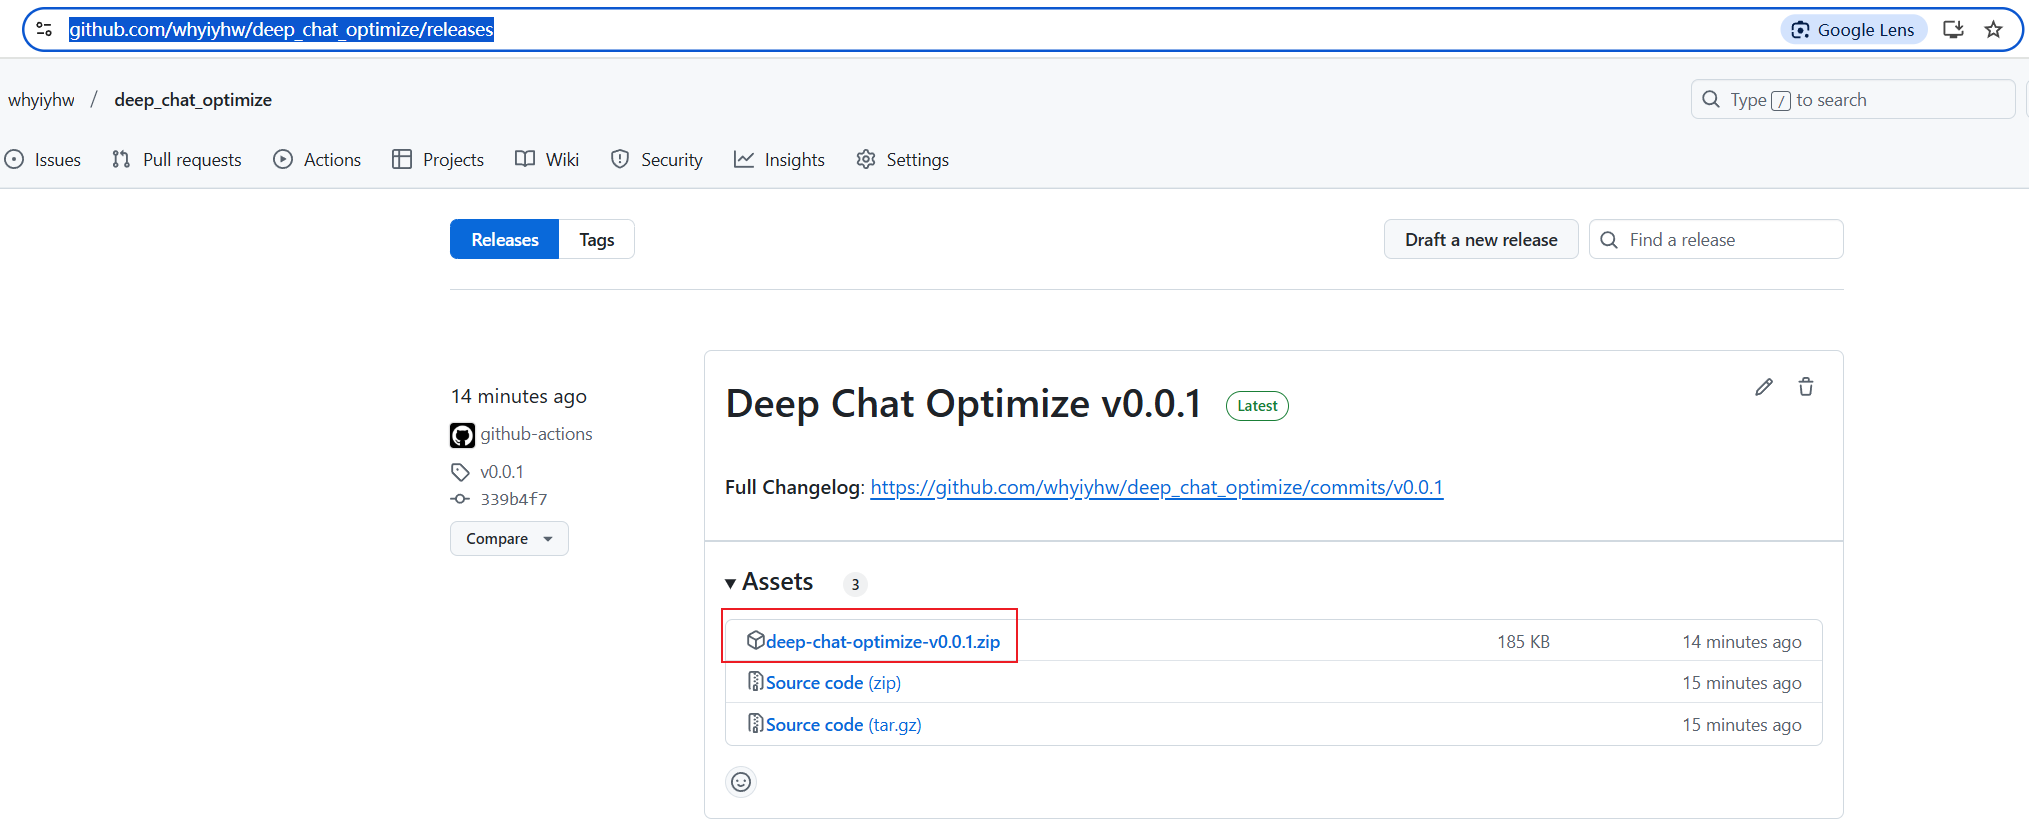 github.com/whyiyhw/deep_chat_optimize/releases
Google Lens
whyiyhw / deep_chat_optimize
Type / to search
Issues
Pull requests
Actions
Projects
Wiki
Security
Insights
Settings
Releases
Tags
Draft a new release
Find a release
14 minutes ago
github-actions
v0.0.1
339b4f7
Compare
Deep Chat Optimize v0.0.1
Latest
Full Changelog: https://github.com/whyiyhw/deep_chat_optimize/commits/v0.0.1
Assets 3
deep-chat-optimize-v0.0.1.zip 185 KB 14 minutes ago
Source code (zip) 15 minutes ago
Source code (tar.gz) 15 minutes ago